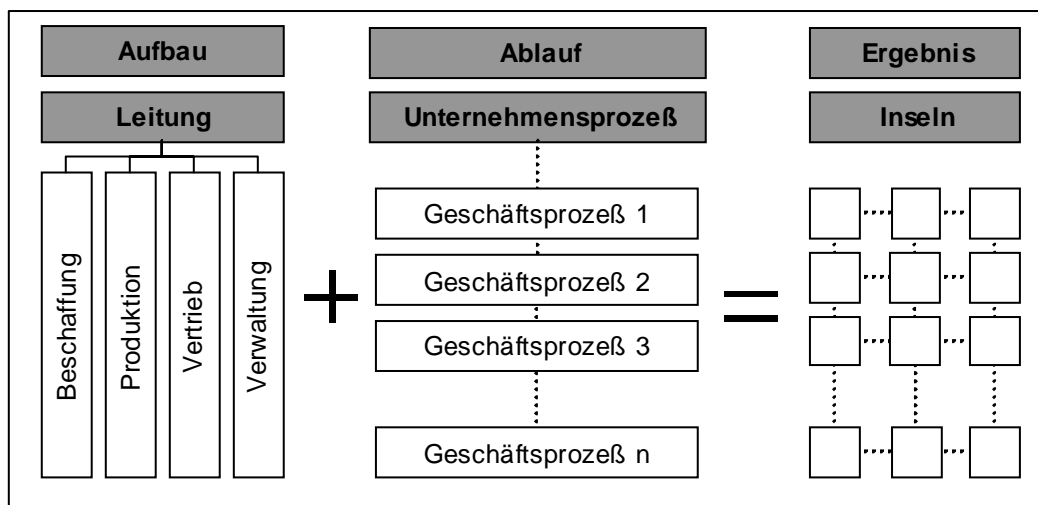 Aufbau
Leitung
Beschaffung
Produktion
Vertrieb
Verwaltung
+
Ablauf
Unternehmensprozeß
Geschäftsprozeß 1
Geschäftsprozeß 2
Geschäftsprozeß 3
Geschäftsprozeß n
=
Ergebnis
Inseln